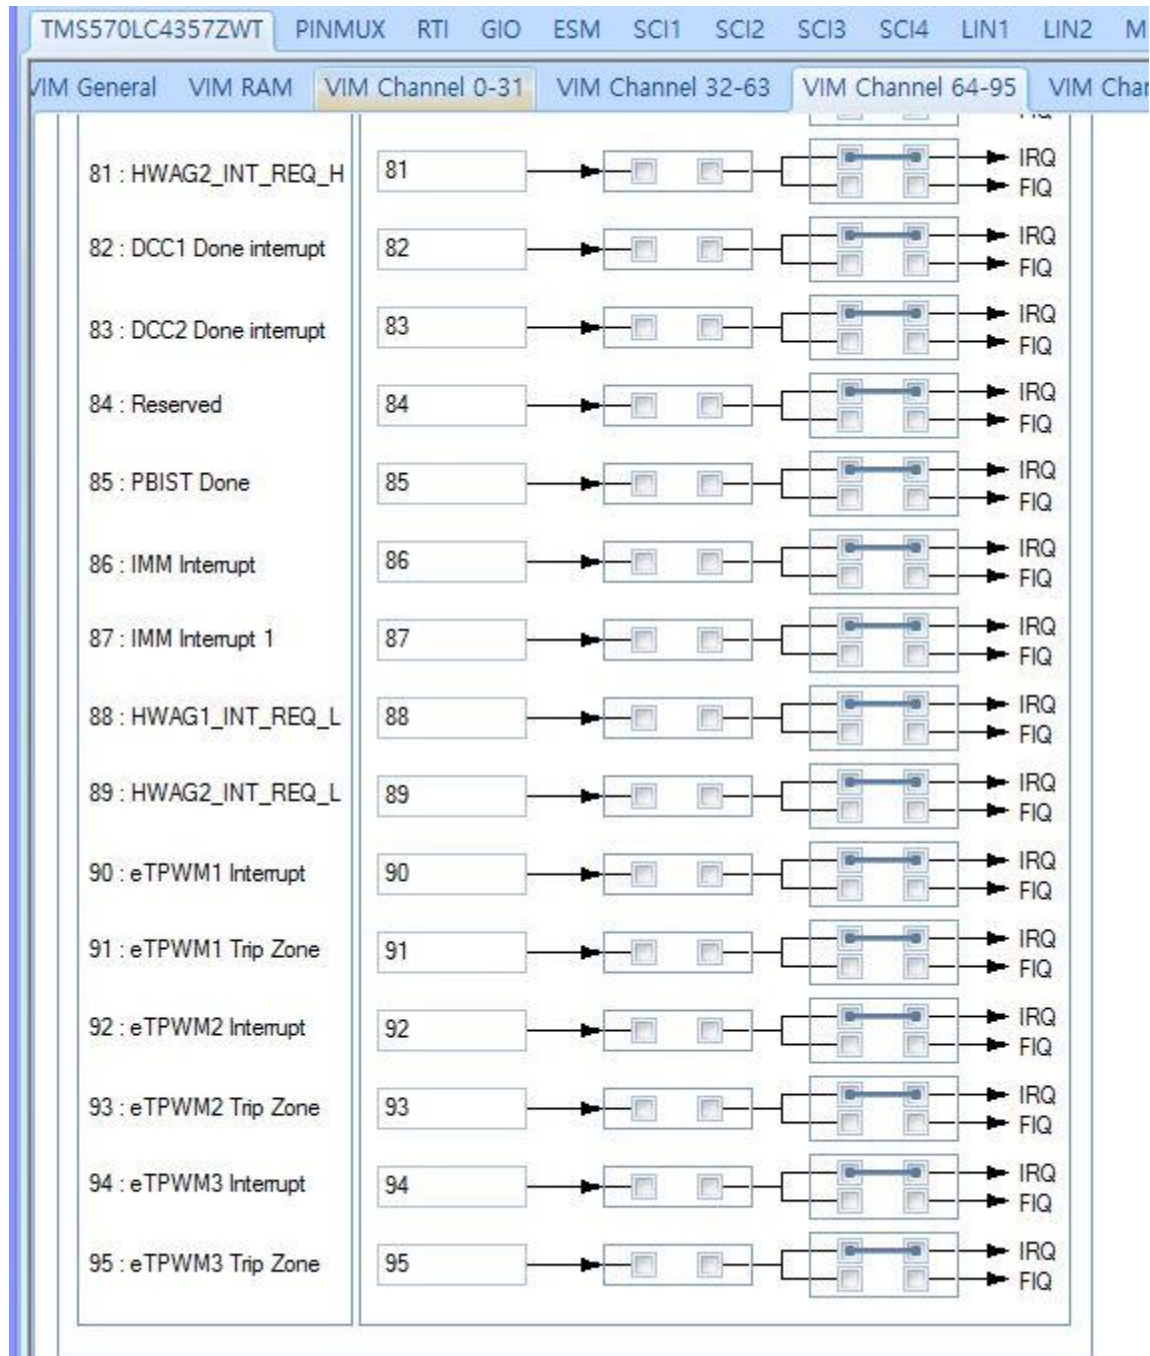 TMS570LC4357ZWT PINMUX RTI GIO ESM SCI1 SCI2 SCI3 SCI4 LIN1 LIN2 M
VIM General VIM RAM VIM Channel 0-31 VIM Channel 32-63 VIM Channel 64-95 VIM Char
81 : HWAG2_INT_REQ_H 81 IRQ
FIQ
82 : DCC1 Done interrupt 82 IRQ
FIQ
83 : DCC2 Done interrupt 83 IRQ
FIQ
84 : Reserved 84 IRQ
FIQ
85 : PBIST Done 85 IRQ
FIQ
86 : IMM Interrupt 86 IRQ
FIQ
87 : IMM Interrupt 1 87 IRQ
FIQ
88 : HWAG1_INT_REQ_L 88 IRQ
FIQ
89 : HWAG2_INT_REQ_L 89 IRQ
FIQ
90 : eTPWM1 Interrupt 90 IRQ
FIQ
91 : eTPWM1 Trip Zone 91 IRQ
FIQ
92 : eTPWM2 Interrupt 92 IRQ
FIQ
93 : eTPWM2 Trip Zone 93 IRQ
FIQ
94 : eTPWM3 Interrupt 94 IRQ
FIQ
95 : eTPWM3 Trip Zone 95 IRQ
FIQ